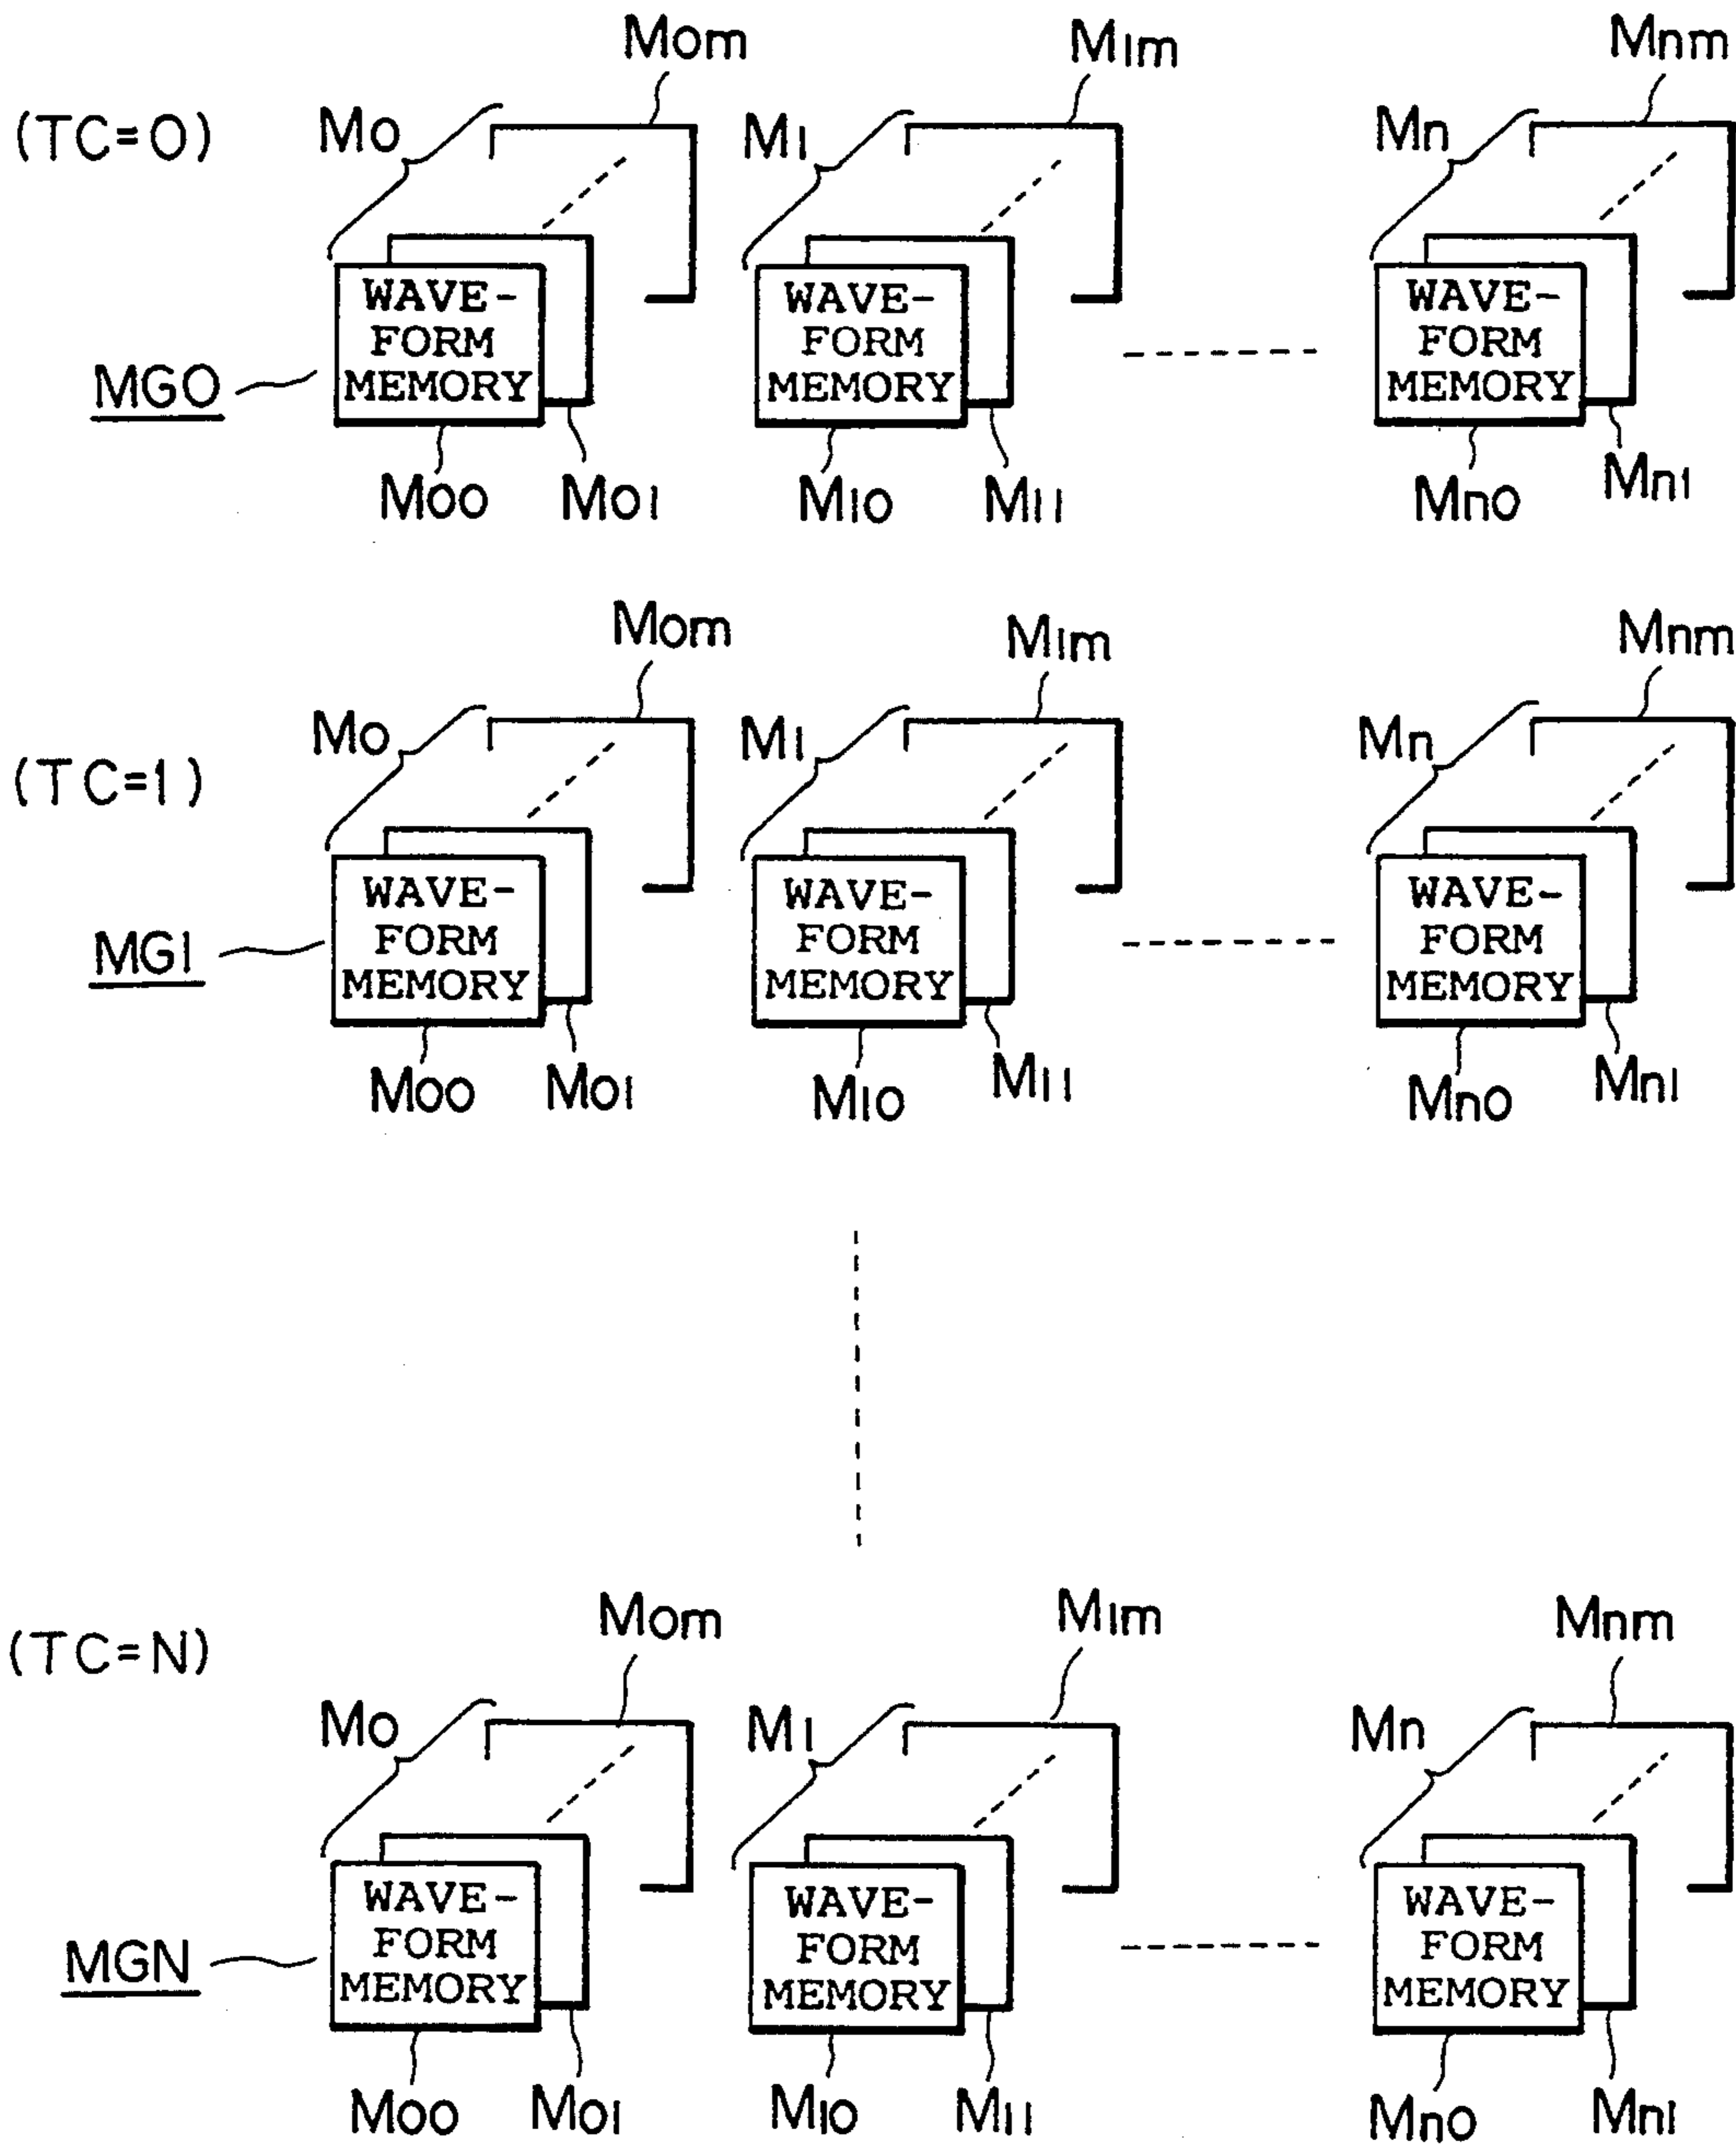 M0m M1m Mnm
(TC=0) M0 M1 Mn
WAVE- WAVE- WAVE-
FORM FORM FORM
MG0 MEMORY MEMORY MEMORY
M00 M01 M10 M11 Mn0 Mn1
M0m M1m Mnm
M0 M1 Mn
(TC=1)
WAVE- WAVE- WAVE-
FORM FORM FORM
MG1 MEMORY MEMORY MEMORY
M00 M01 M10 M11 Mn0 Mn1
M0m M1m Mnm
(TC=N)
M0 M1 Mn
WAVE- WAVE- WAVE-
FORM FORM FORM
MGN MEMORY MEMORY MEMORY
M00 M01 M10 M11 Mn0 Mn1